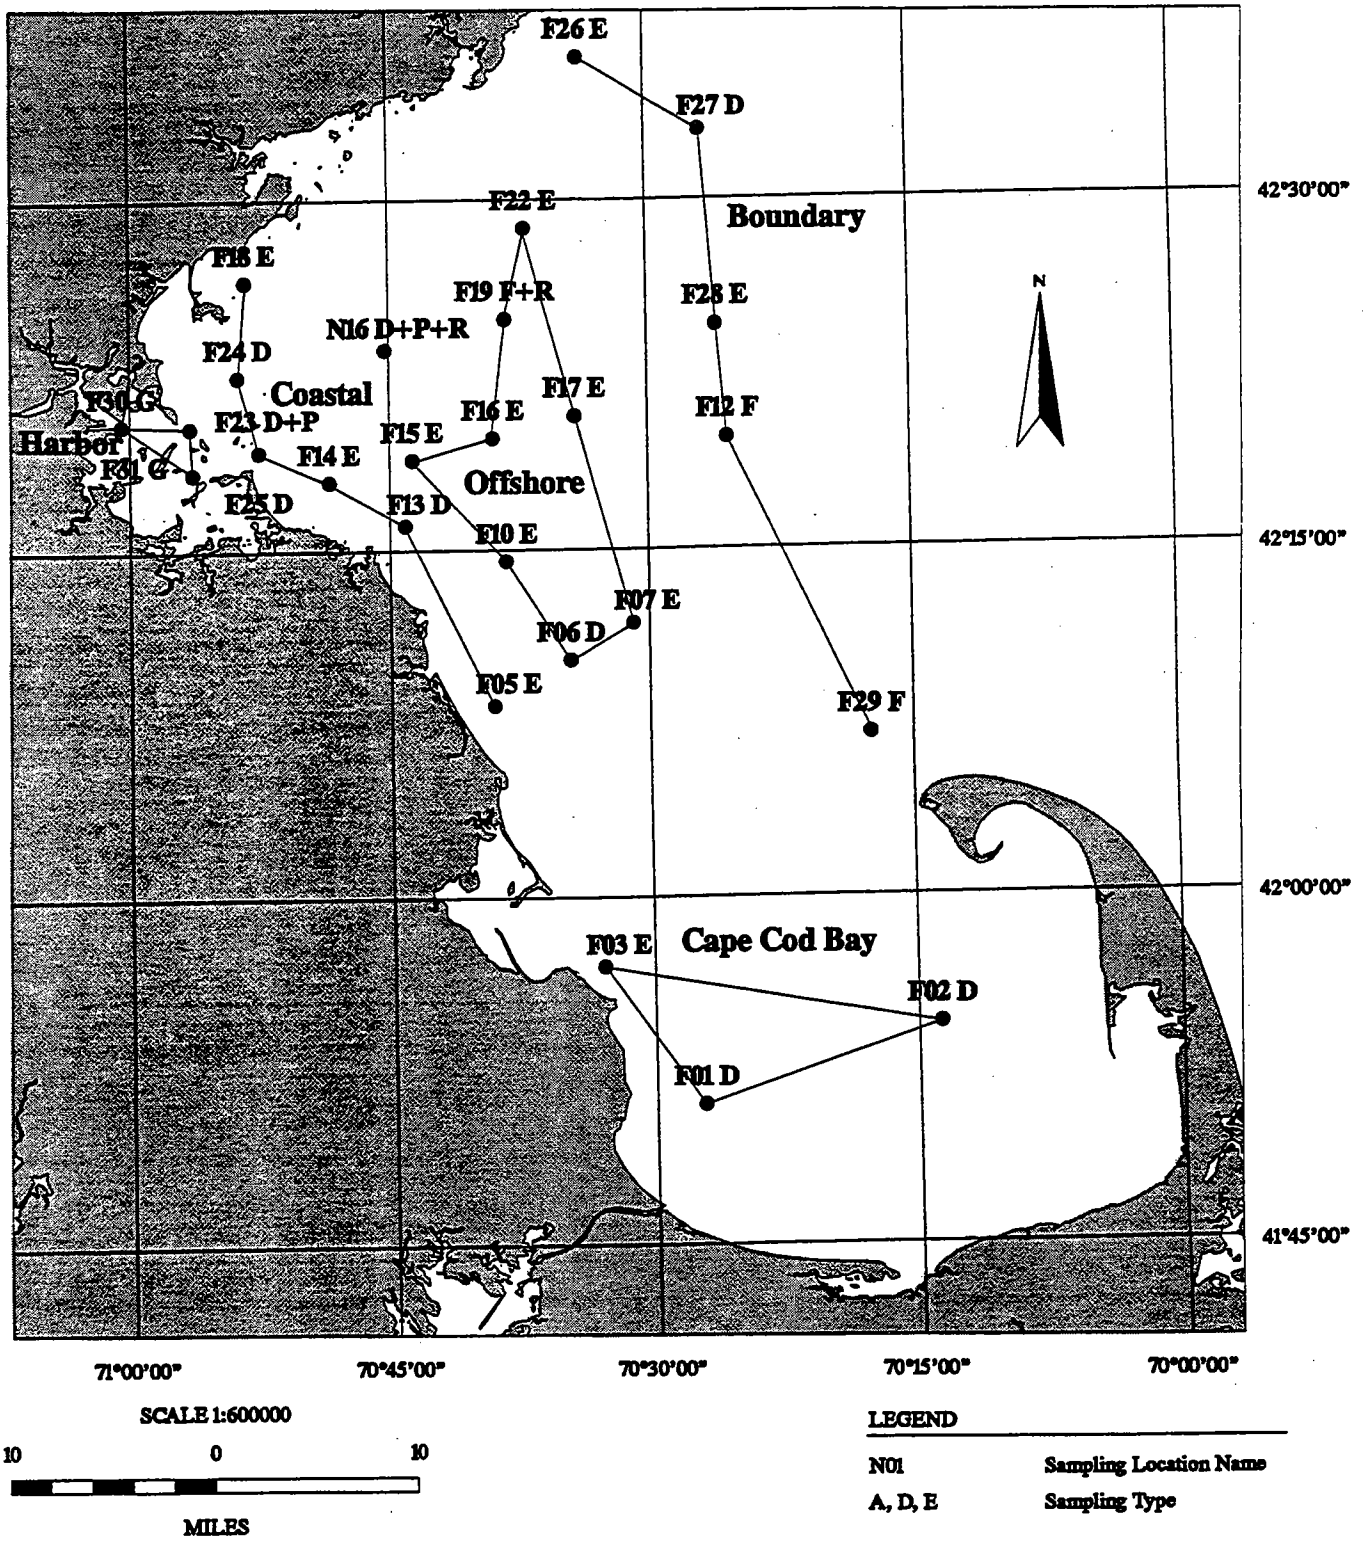 F26 E
F27 D
42°30'00"
F22 E
Boundary
F18 E
N
F19 F+R
F28 E
N16 D+P+R
F24 D
Coastal
F17 E
F30 G
F16 E
F12 F
F23 D+P
Harbor
F15 E
F14 E
F31 G
Offshore
F25 D
F13 D
F10 E
42°15'00"
F07 E
F06 D
F05 E
F29 F
42°00'00"
F03 E
Cape Cod Bay
F02 D
F01 D
41°45'00"
71°00'00" 70°45'00" 70°30'00" 70°15'00" 70°00'00"
SCALE 1:600000
10 0 10
MILES
LEGEND
N01 Sampling Location Name
A, D, E Sampling Type